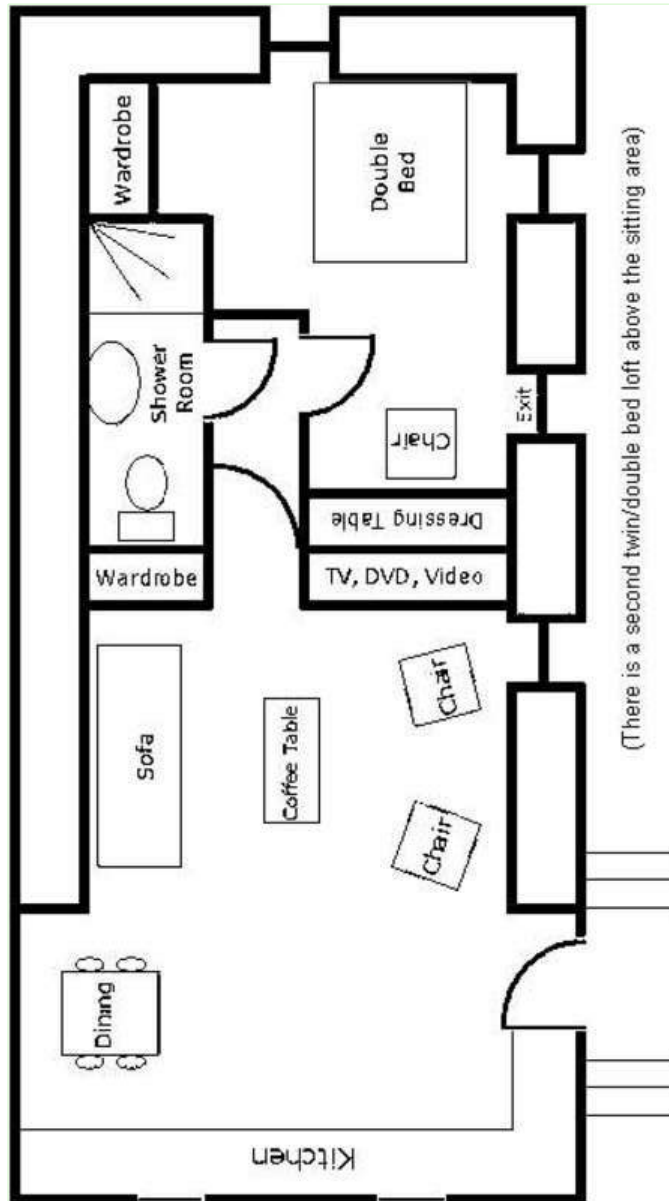 Wardrobe
Double
Bed
Shower
Room
Exit
Chair
Dressing Table
Wardrobe
TV, DVD, Video
Sofa
Coffee Table
Chair
Chair
Dining
Kitchen
(There is a second twin/double bed loft above the sitting area)